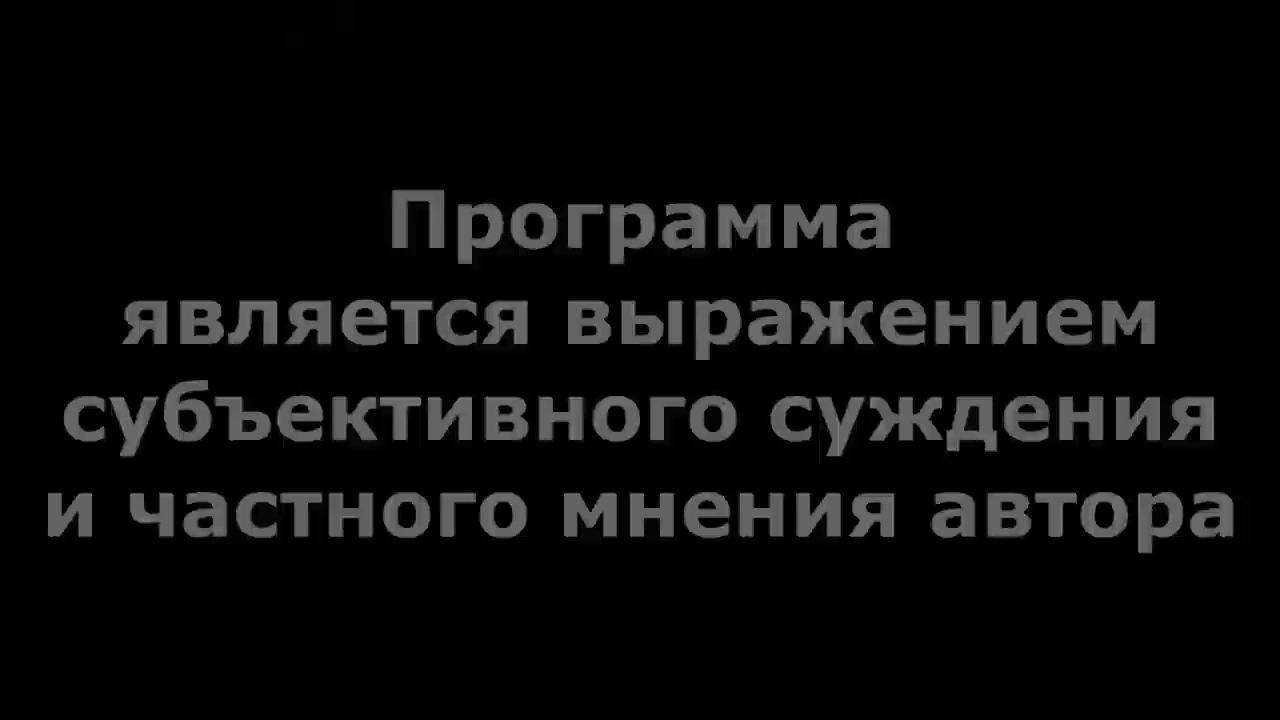 Программа
является выражением
субъективного суждения
и частного мнения автора